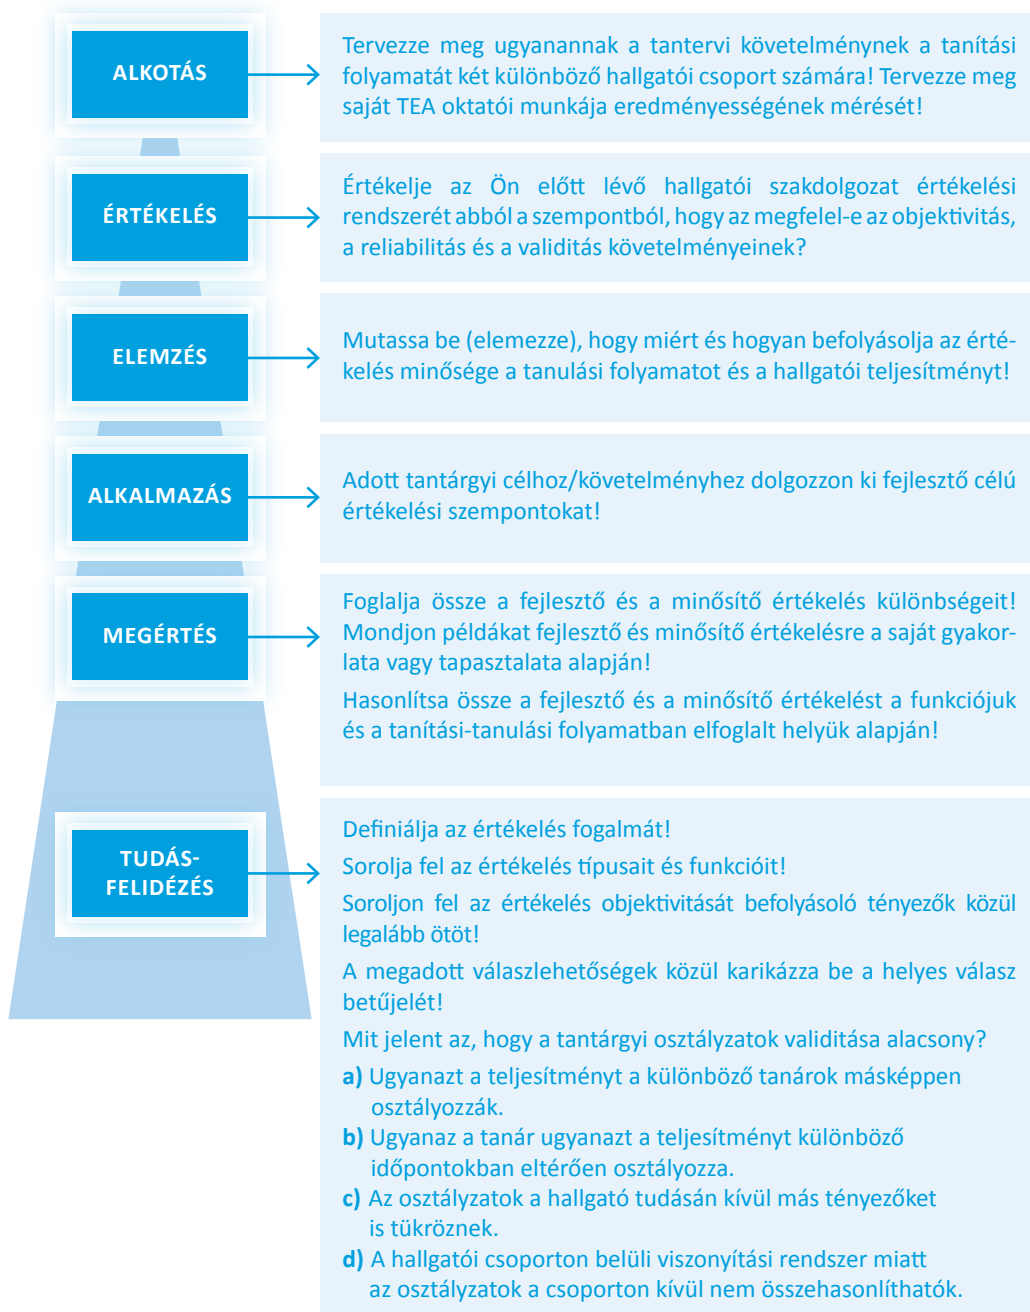 ALKOTÁS
Tervezze meg ugyanannak a tantervi követelménynek a tanítási
folyamatát két különböző hallgatói csoport számára! Tervezze meg
saját TEA oktatói munkája eredményességének mérését!
ÉRTÉKELÉS
Értékelje az Ön előtt lévő hallgatói szakdolgozat értékelési
rendszerét abból a szempontból, hogy az megfelel-e az objektivitás,
a reliabilitás és a validitás követelményeinek?
ELEMZÉS
Mutassa be (elemezze), hogy miért és hogyan befolyásolja az érté-
kelés minősége a tanulási folyamatot és a hallgatói teljesítményt!
ALKALMAZÁS
Adott tantárgyi célhoz/követelményhez dolgozzon ki fejlesztő célú
értékelési szempontokat!
MEGÉRTÉS
Foglalja össze a fejlesztő és a minősítő értékelés különbségeit!
Mondjon példákat fejlesztő és minősítő értékelésre a saját gyakor-
lata vagy tapasztalata alapján!
Hasonlítsa össze a fejlesztő és a minősítő értékelést a funkciójuk
és a tanítási-tanulási folyamatban elfoglalt helyük alapján!
TUDÁS-
FELIDÉZÉS
Definiálja az értékelés fogalmát!
Sorolja fel az értékelés típusait és funkcióit!
Soroljon fel az értékelés objektivitását befolyásoló tényezők közül
legalább ötöt!
A megadott válaszlehetőségek közül karikázza be a helyes válasz
betűjelét!
Mit jelent az, hogy a tantárgyi osztályzatok validitása alacsony?
a) Ugyanazt a teljesítményt a különböző tanárok másképpen
osztályozzák.
b) Ugyanaz a tanár ugyanazt a teljesítményt különböző
időpontokban eltérően osztályozza.
c) Az osztályzatok a hallgató tudásán kívül más tényezőket
is tükröznek.
d) A hallgatói csoporton belüli viszonyítási rendszer miatt
az osztályzatok a csoporton kívül nem összehasonlíthatók.